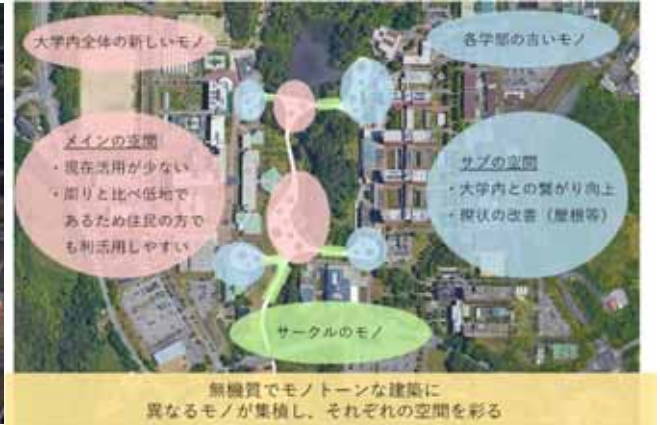 大学内全体の新しいモノ
各学部の古いモノ
メインの空間
・現在活用が少ない
・周りと比べ低地で
あるため住民の方で
も利活用しやすい
サブの空間
・大学内との繋がり向上
・現状の改善（屋根等）
サークルのモノ
無機質でモノトーンな建築に
異なるモノが集積し、それぞれの空間を彩る